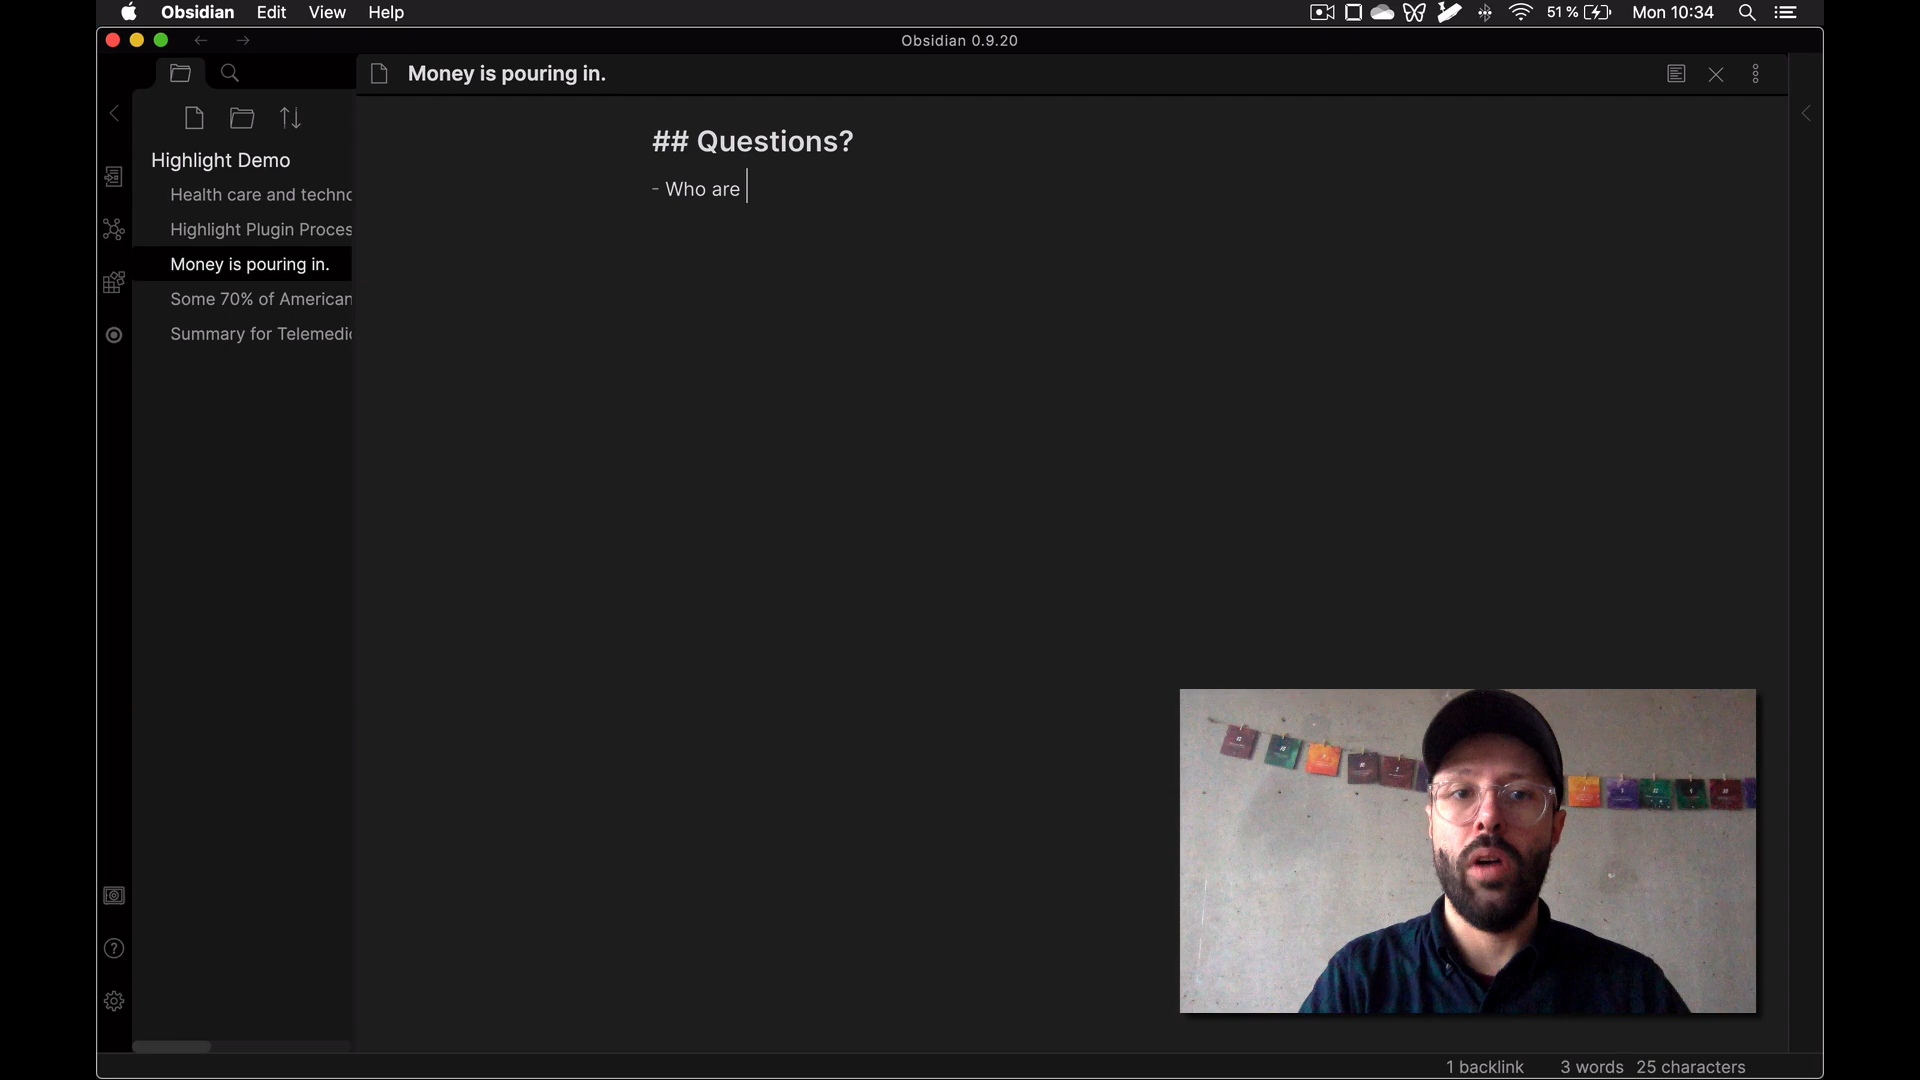 Obsidian Edit View Help 51% Mon 10:34
Obsidian 0.9.20
Money is pouring in.
Highlight Demo
Health care and techno
Highlight Plugin Proces
Money is pouring in.
Some 70% of American
Summary for Telemedic
## Questions?
- Who are
1 backlink 3 words 25 characters